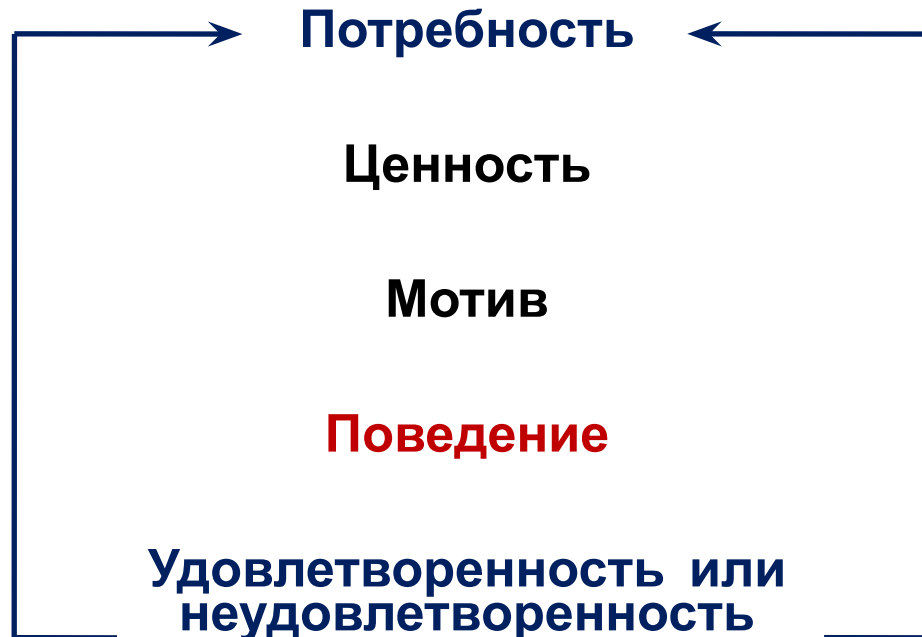 Потребность
Ценность
Мотив
Поведение
Удовлетворенность или
неудовлетворенность